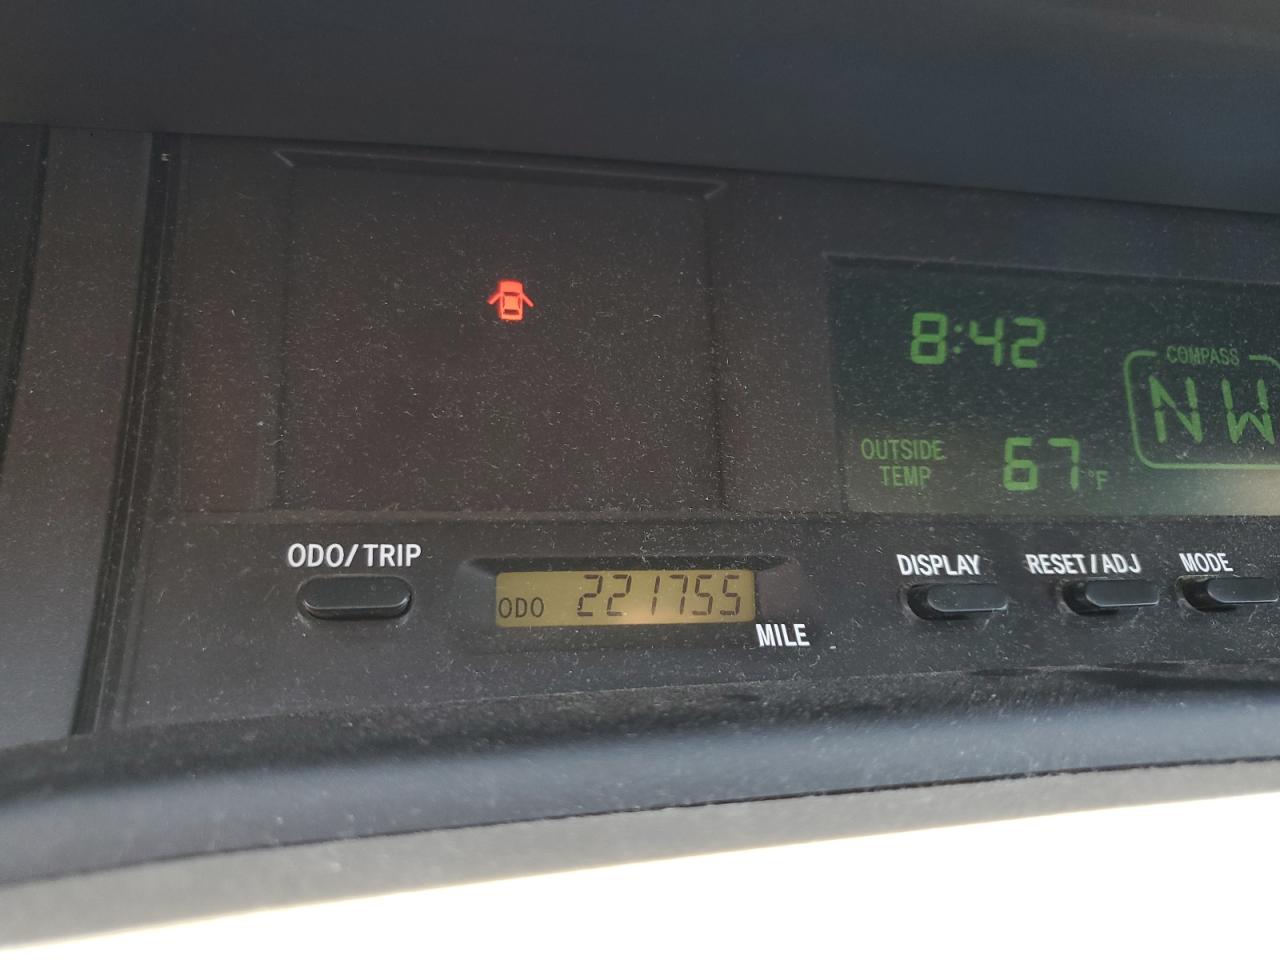 8:42
COMPASS
NW
OUTSIDE
TEMP
67°F
ODO/TRIP
ODO 221755
MILE
DISPLAY
RESET/ADJ
MODE